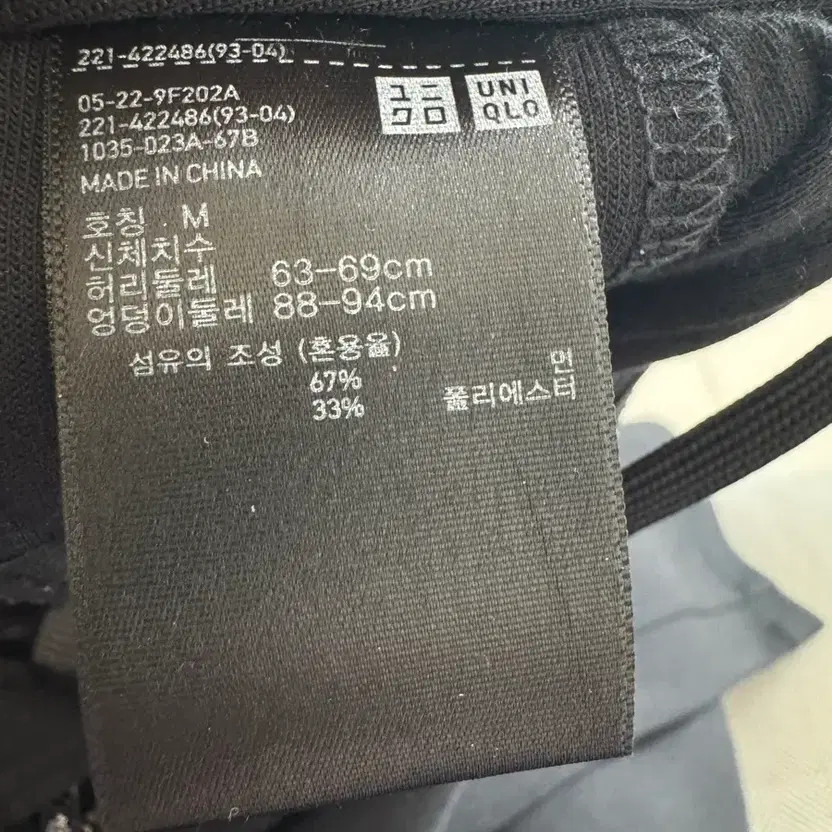 221-422486(93-04)
05-22-9F202A
221-422486(93-04)
1035-023A-67B
MADE IN CHINA
ユニ
クロ
UNI
QLO
호칭 . M
신체치수
허리둘레 63-69cm
엉덩이둘레 88-94cm
섬유의 조성 (혼용율)
67% 면
33% 폴리에스터